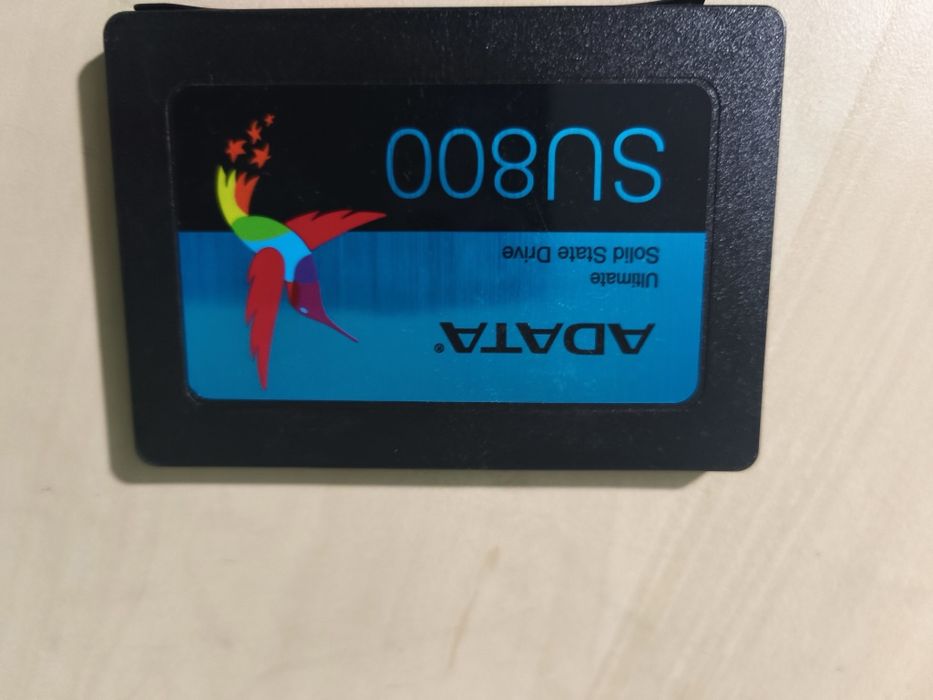 ADATA®
Ultimate
Solid State Drive
SU800